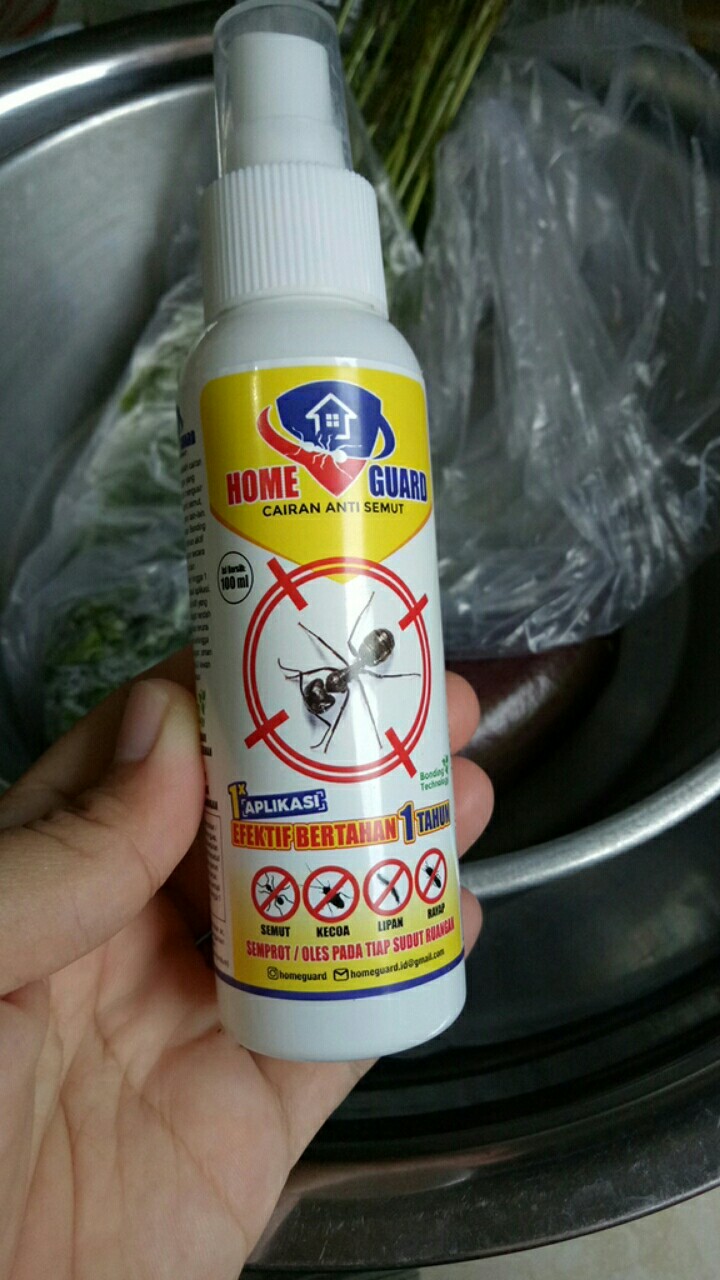 HOME GUARD
CAIRAN ANTI SEMUT
Isi Bersih:
100 ml
Bonding
Technology
1x APLIKASI
EFEKTIF BERTAHAN 1 TAHUN
SEMUT KECOA LIPAN RAYAP
SEMPROT / OLES PADA TIAP SUDUT RUANGAN
homeguard homeguard.id@gmail.com